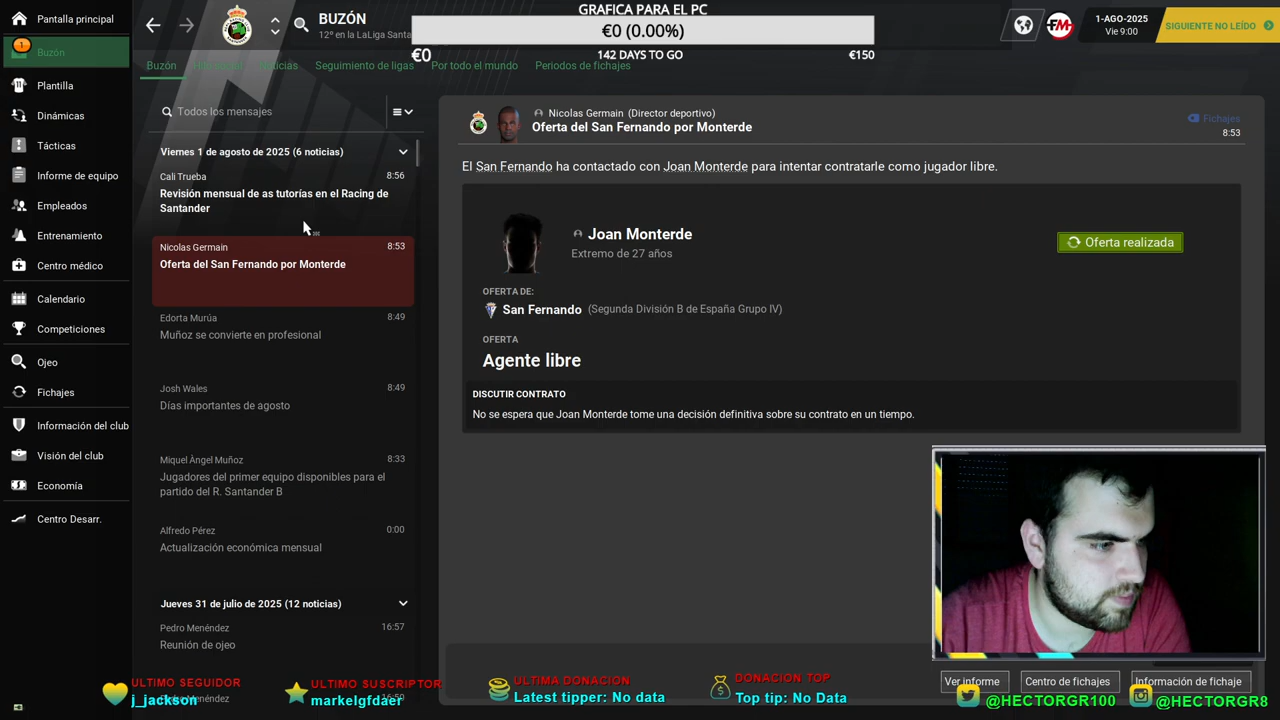 Pantalla principal
1
Buzón
Plantilla
Dinámicas
Tácticas
Informe de equipo
Empleados
Entrenamiento
Centro médico
Calendario
Competiciones
Ojeo
Fichajes
Información del club
Visión del club
Economía
Centro Desarr.
BUZÓN
12º en la LaLiga Santa
GRAFICA PARA EL PC
€0 (0.00%)
€0
142 DAYS TO GO
€150
FM
1-AGO-2025
Vie 9:00
SIGUIENTE NO LEÍDO
Buzón
Noticias
Seguimiento de ligas
Por todo el mundo
Periodos de fichajes
Todos los mensajes
Viernes 1 de agosto de 2025 (6 noticias)
Cali Trueba
8:56
Revisión mensual de as tutorías en el Racing de
Santander
Nicolas Germain
8:53
Oferta del San Fernando por Monterde
Edorta Murúa
8:49
Muñoz se convierte en profesional
Josh Wales
8:49
Días importantes de agosto
Miquel Àngel Muñoz
8:33
Jugadores del primer equipo disponibles para el
partido del R. Santander B
Alfredo Pérez
0:00
Actualización económica mensual
Jueves 31 de julio de 2025 (12 noticias)
Pedro Menéndez
16:57
Reunión de ojeo
Nicolas Germain (Director deportivo)
Oferta del San Fernando por Monterde
Fichajes
8:53
El San Fernando ha contactado con Joan Monterde para intentar contratarle como jugador libre.
Joan Monterde
Extremo de 27 años
Oferta realizada
OFERTA DE:
San Fernando (Segunda División B de España Grupo IV)
OFERTA
Agente libre
DISCUTIR CONTRATO
No se espera que Joan Monterde tome una decisión definitiva sobre su contrato en un tiempo.
Ver informe
Centro de fichajes
Información de fichaje
ULTIMO SEGUIDOR
j_jackson
ULTIMO SUSCRIPTOR
markelgfdaer
ULTIMA DONACION
Latest tipper: No data
DONACION TOP
Top tip: No Data
@HECTORGR100
@HECTORGR8